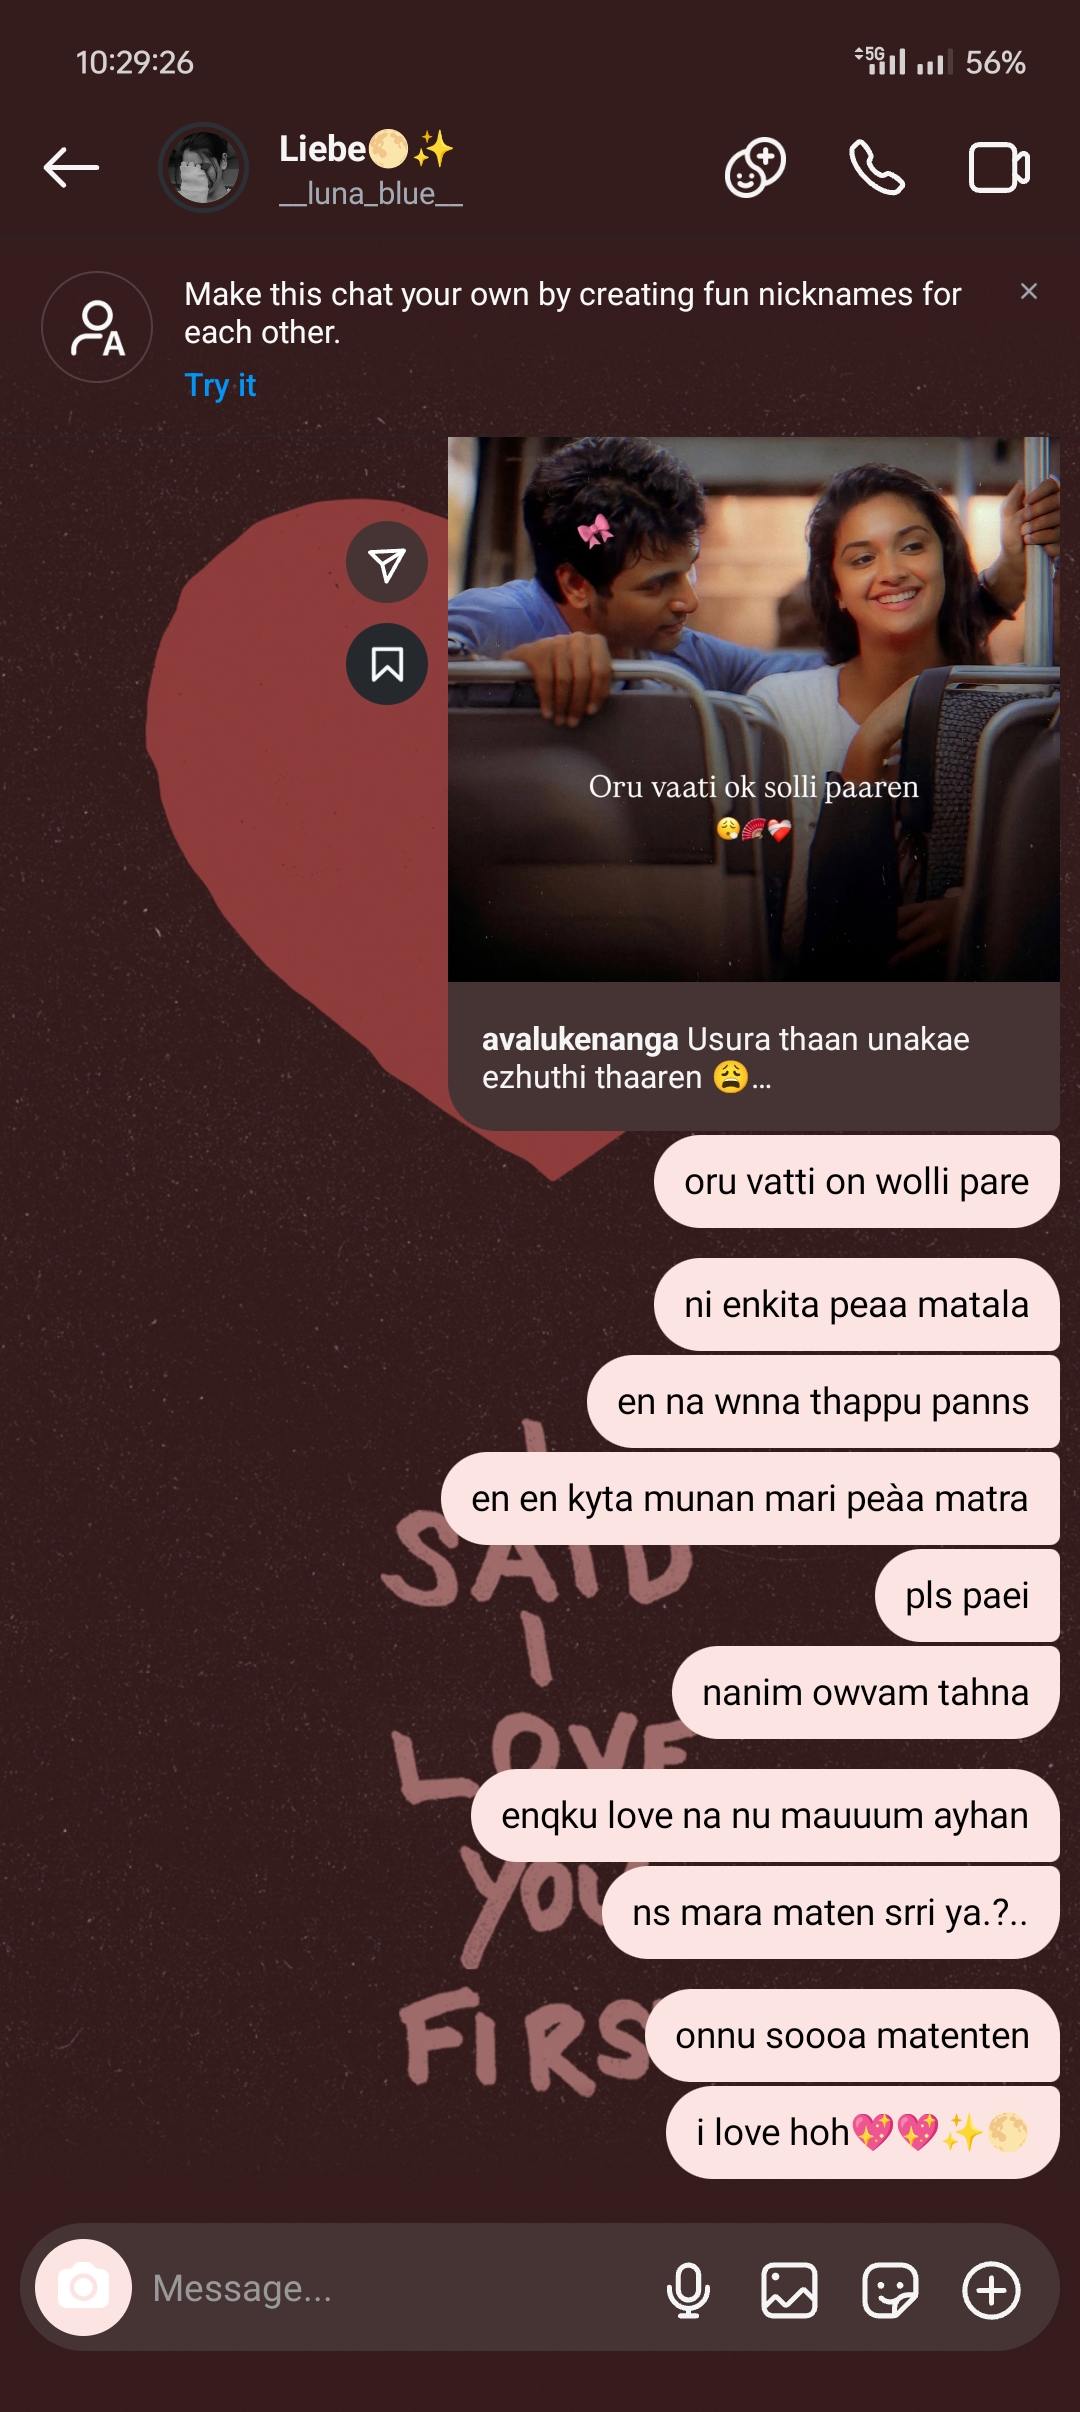 10:29:26
5G
56%
Liebe🌕✨
__luna_blue__
Make this chat your own by creating fun nicknames for
each other.
Try it
Oru vaati ok solli paaren
😮‍💨🪭❤️‍🩹
avalukenanga Usura thaan unakae
ezhuthi thaaren 😩...
oru vatti on wolli pare
ni enkita peaa matala
en na wnna thappu panns
en en kyta munan mari peàa matra
SAID
pls paei
I
nanim owvam tahna
LOVE
enqku love na nu mauuum ayhan
YOU
ns mara maten srri ya.?..
FIRS
onnu soooa matenten
i love hoh💖💖✨🌕
Message...